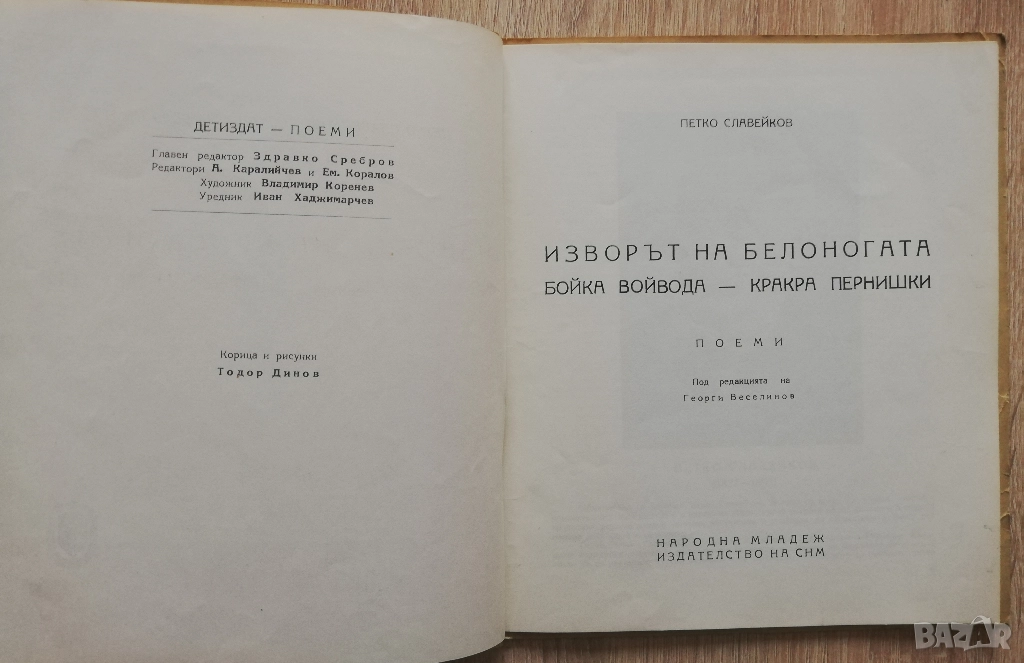 ДЕТИЗДАТ — ПОЕМИ
Главен редактор Здравко Сребров
Редактори А. Каралийчев и Ем. Коралов
Художник Владимир Коренев
Уредник Иван Хаджимарчев
Корица и рисунки
Тодор Динов
ПЕТКО СЛАВЕЙКОВ
ИЗВОРЪТ НА БЕЛОНОГАТА
БОЙКА ВОЙВОДА — КРАКРА ПЕРНИШКИ
ПОЕМИ
Под редакцията на
Георги Веселинов
НАРОДНА МЛАДЕЖ
ИЗДАТЕЛСТВО НА СНМ
BAZAR